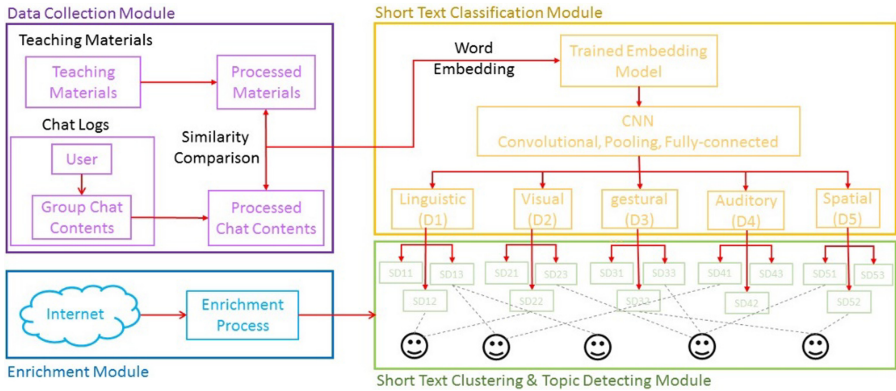 Data Collection Module
Teaching Materials
Teaching
Materials
Processed
Materials
Chat Logs
User
Similarity
Comparison
Group Chat
Contents
Processed
Chat Contents
Short Text Classification Module
Word
Embedding
Trained Embedding
Model
CNN
Convolutional, Pooling, Fully-connected
Linguistic
(D1)
Visual
(D2)
gestural
(D3)
Auditory
(D4)
Spatial
(D5)
SD11
SD13
SD12
SD21
SD23
SD22
SD31
SD33
SD32
SD41
SD43
SD42
SD51
SD53
SD52
Short Text Clustering & Topic Detecting Module
Internet
Enrichment
Process
Enrichment Module